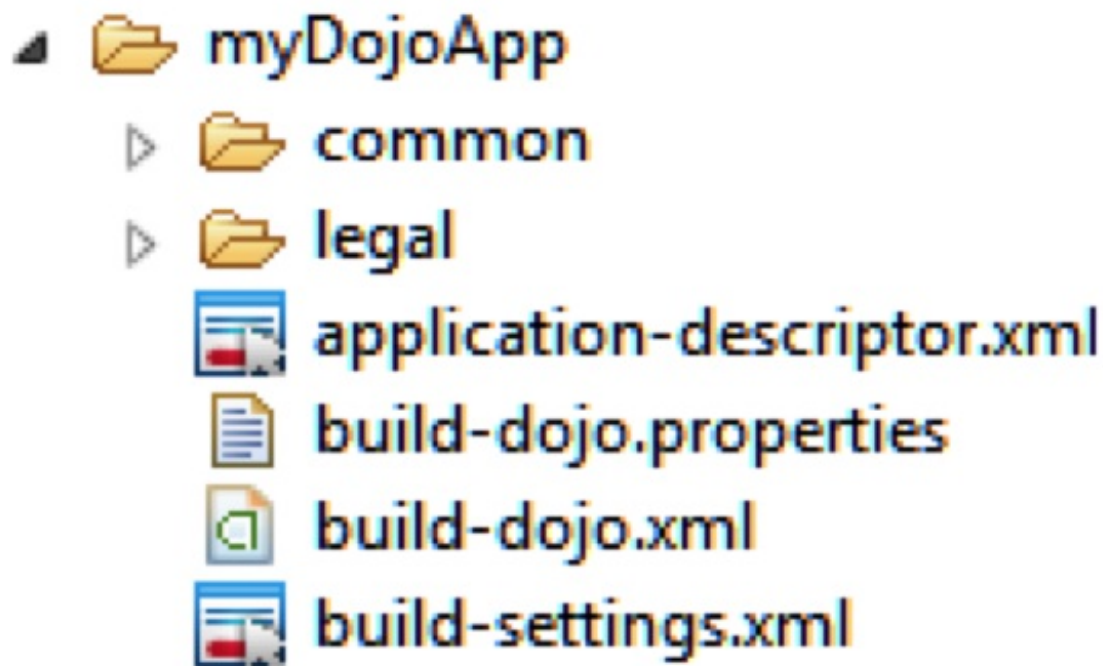 myDojoApp
common
legal
application-descriptor.xml
build-dojo.properties
build-dojo.xml
build-settings.xml